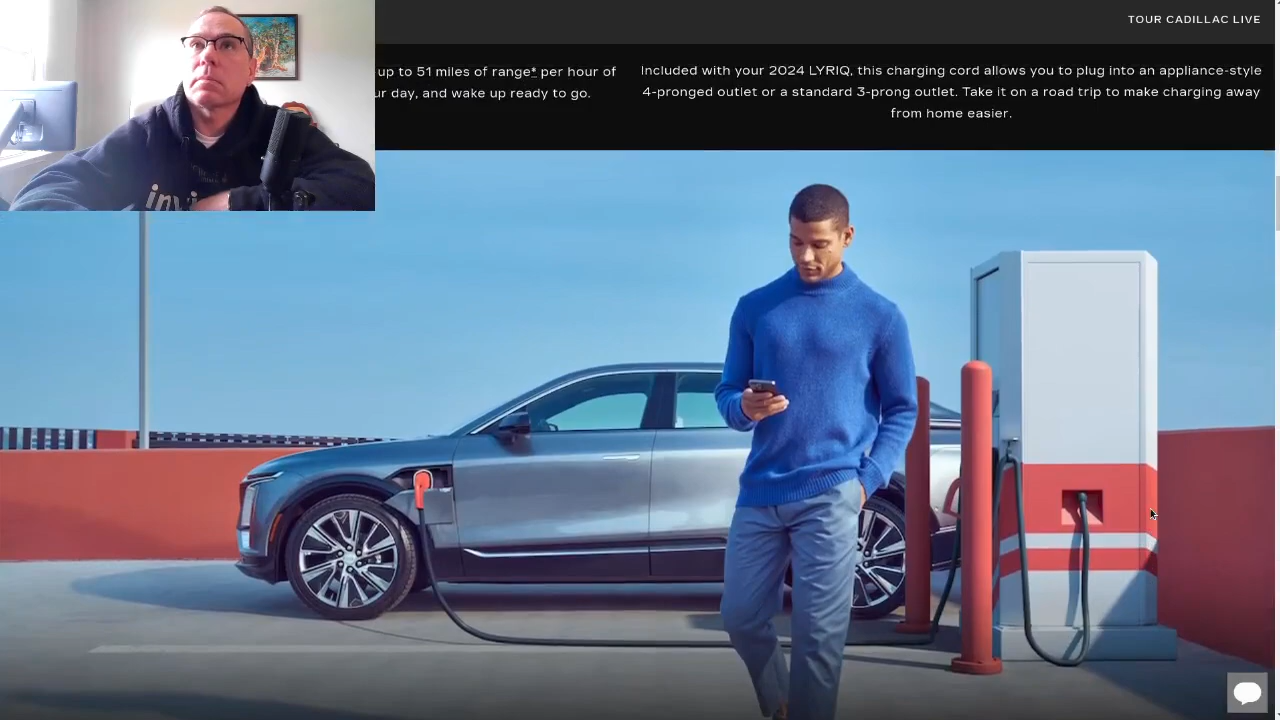 TOUR CADILLAC LIVE
up to 51 miles of range* per hour of
ur day, and wake up ready to go.
Included with your 2024 LYRIQ, this charging cord allows you to plug into an appliance-style
4-pronged outlet or a standard 3-prong outlet. Take it on a road trip to make charging away
from home easier.
invi